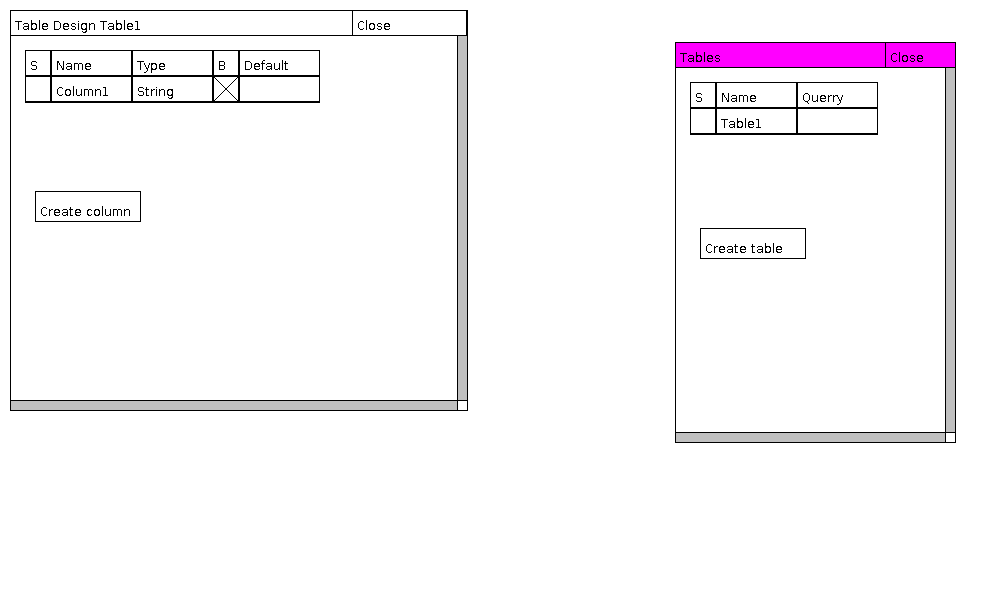 Table Design Table1 Close
S Name Type B Default
Column1 String
Create column
Tables Close
S Name Querry
Table1
Create table